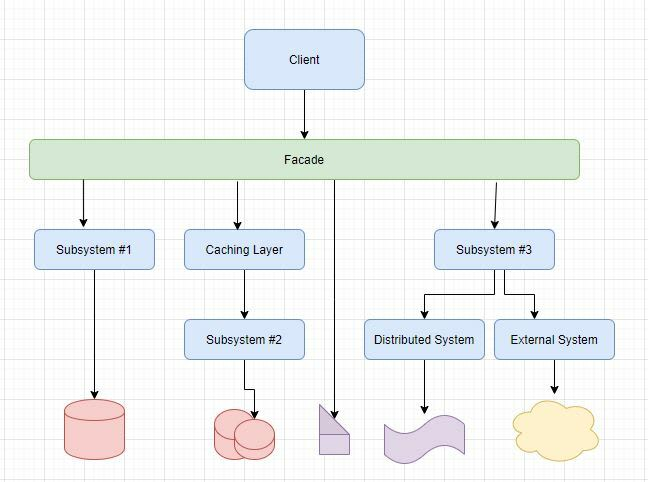 Client
Facade
Subsystem #1
Caching Layer
Subsystem #3
Subsystem #2
Distributed System
External System